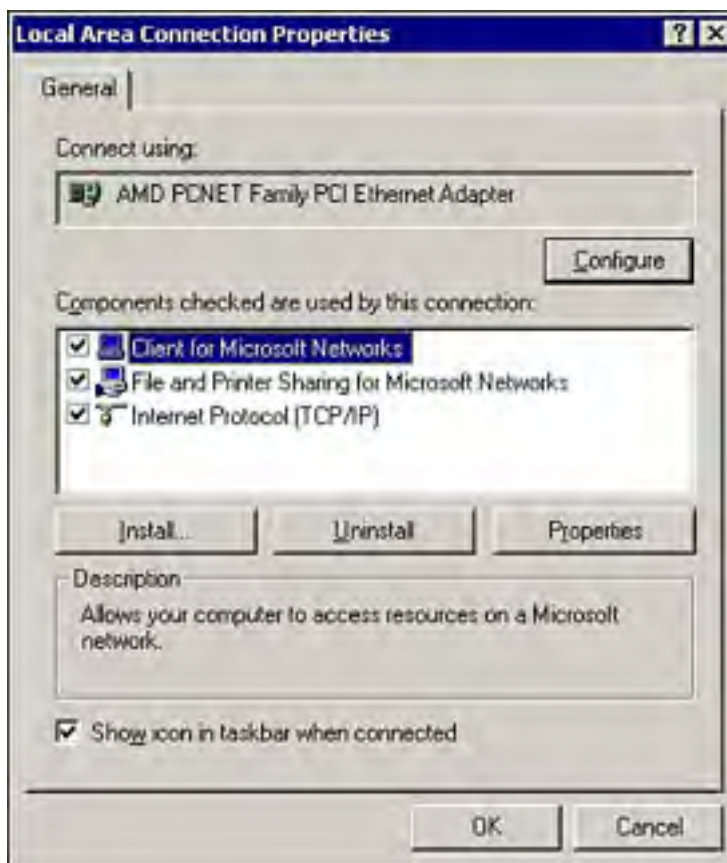 Local Area Connection Properties
General
Connect using:
AMD PCNET Family PCI Ethernet Adapter
Configure
Components checked are used by this connection:
Client for Microsoft Networks
File and Printer Sharing for Microsoft Networks
Internet Protocol (TCP/IP)
Install...
Uninstall
Properties
Description
Allows your computer to access resources on a Microsoft
network.
Show icon in taskbar when connected
OK
Cancel